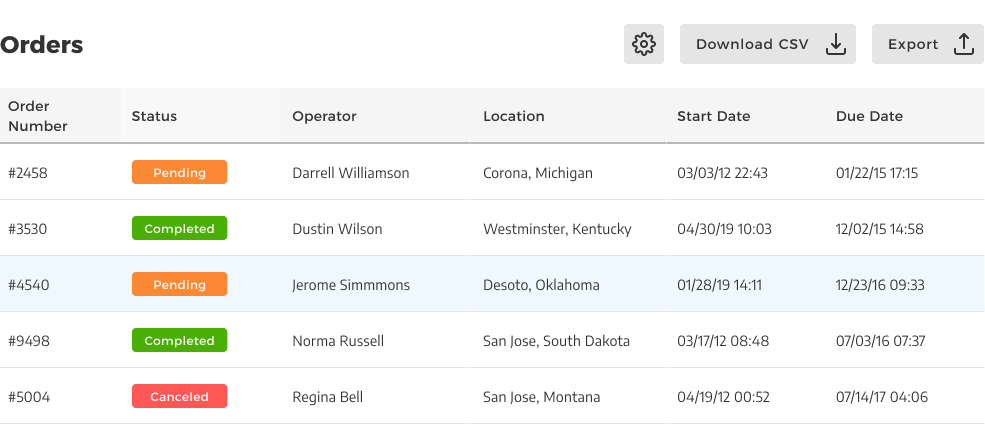 Orders
Download CSV
Export
Order
Number
Status
Operator
Location
Start Date
Due Date
#2458 Pending Darrell Williamson Corona, Michigan 03/03/12 22:43 01/22/15 17:15
#3530 Completed Dustin Wilson Westminster, Kentucky 04/30/19 10:03 12/02/15 14:58
#4540 Pending Jerome Simmmons Desoto, Oklahoma 01/28/19 14:11 12/23/16 09:33
#9498 Completed Norma Russell San Jose, South Dakota 03/17/12 08:48 07/03/16 07:37
#5004 Canceled Regina Bell San Jose, Montana 04/19/12 00:52 07/14/17 04:06